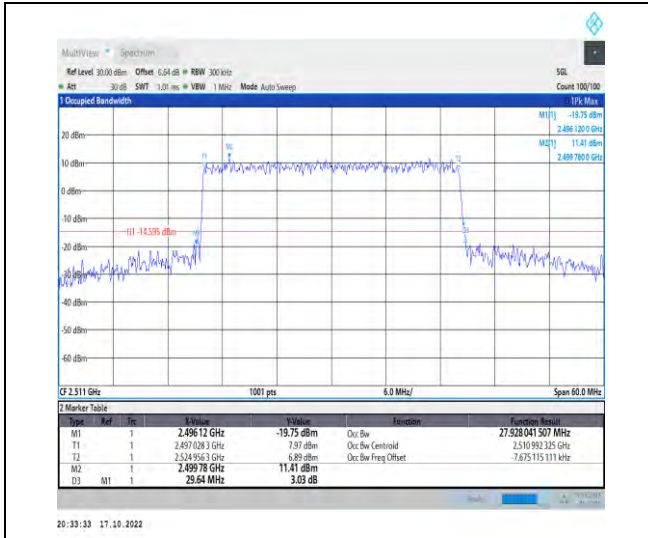 MultiView Spectrum
Ref Level 30.00 dBm Offset 6.64 dB RBW 300 kHz SGL
Att 30 dB SWT 1.01 ms VBW 1 MHz Mode Auto Sweep Count 100/100
1 Occupied Bandwidth 1Pk Max
M1[1] -19.75 dBm
2.496 120 0 GHz
M2[1] 11.41 dBm
2.499 780 0 GHz
20 dBm
M2
T1
T2
10 dBm
0 dBm
-10 dBm
H1 -14.595 dBm
-20 dBm
-30 dBm
-40 dBm
-50 dBm
-60 dBm
CF 2.511 GHz 1001 pts 6.0 MHz/ Span 60.0 MHz
2 Marker Table
Type Ref Trc X-Value Y-Value Function Function Result
M1 1 2.496 12 GHz -19.75 dBm Occ Bw 27.928 041 507 MHz
T1 1 2.497 028 3 GHz 7.97 dBm Occ Bw Centroid 2.510 992 325 GHz
T2 1 2.524 956 3 GHz 6.89 dBm Occ Bw Freq Offset -7.675 115 111 kHz
M2 1 2.499 78 GHz 11.41 dBm
D3 M1 1 29.64 MHz 3.03 dB
20:33:33 17.10.2022